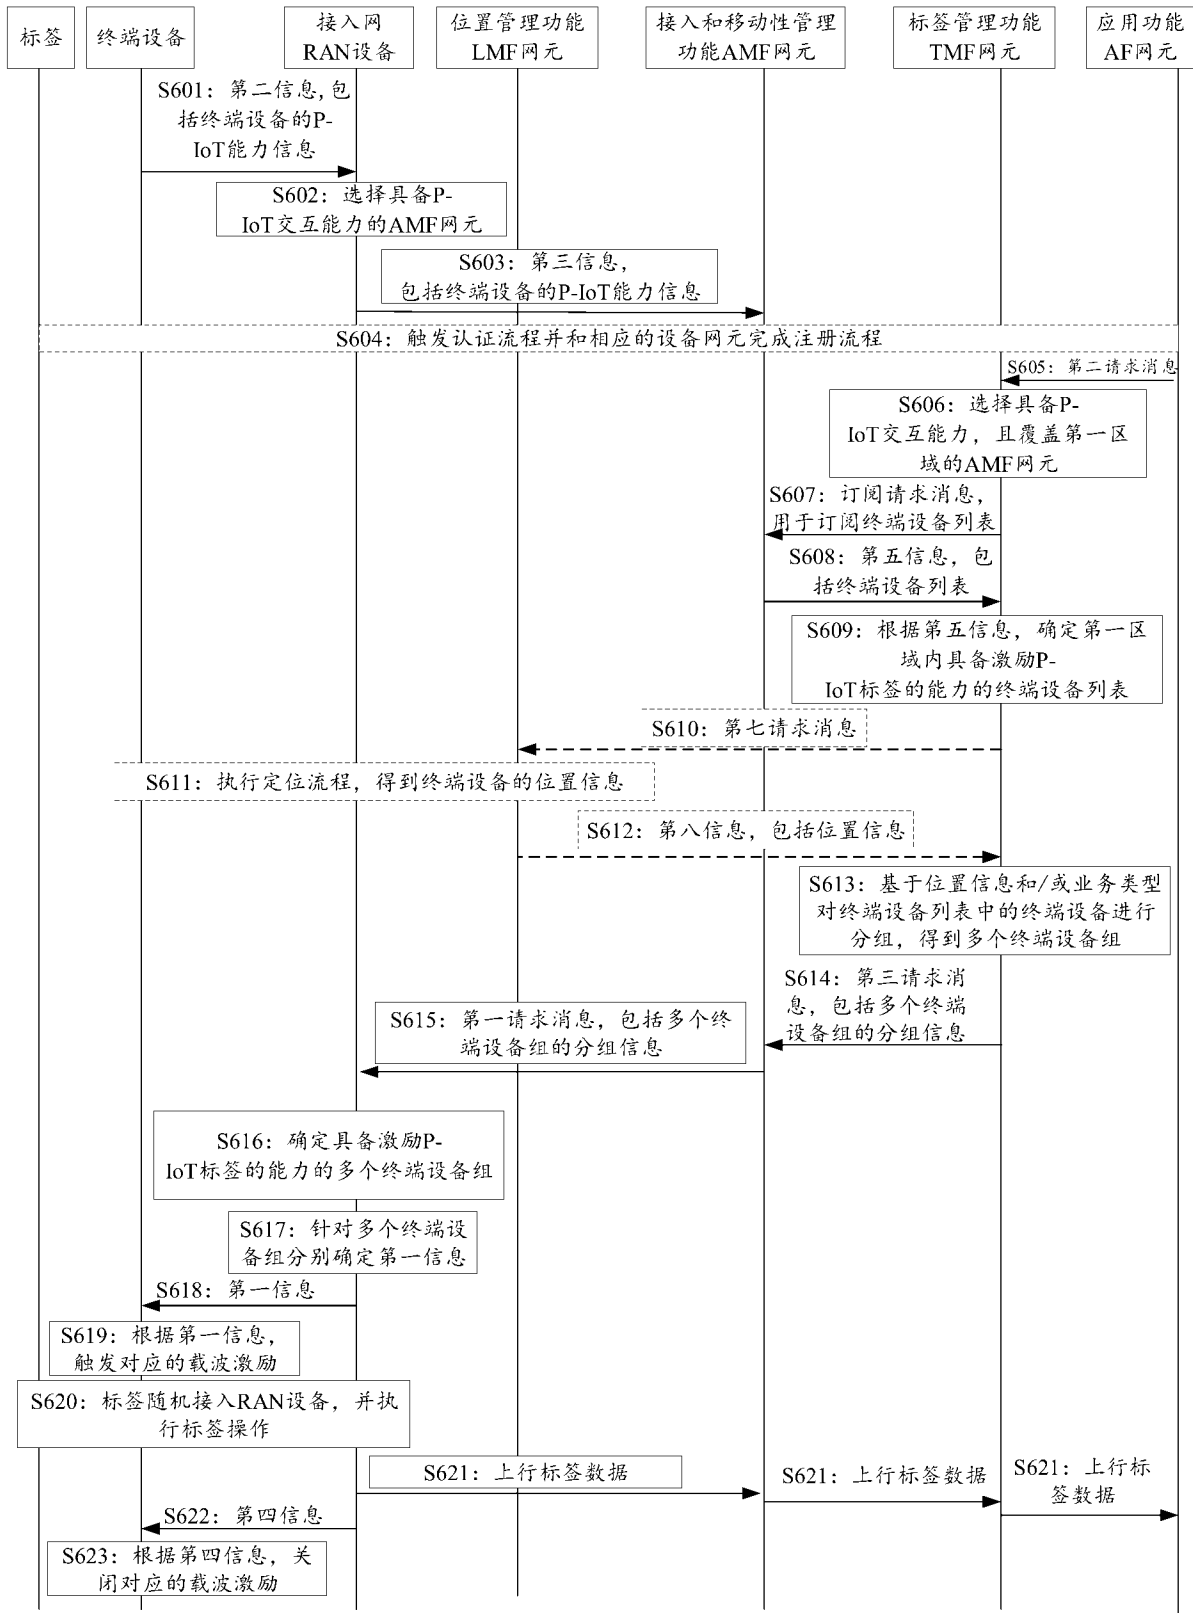 标签
终端设备
接入网
RAN设备
位置管理功能
LMF网元
接入和移动性管理
功能AMF网元
标签管理功能
TMF网元
应用功能
AF网元
S601：第二信息,包
括终端设备的P-
IoT能力信息
S602：选择具备P-
IoT交互能力的AMF网元
S603：第三信息，
包括终端设备的P-IoT能力信息
S604：触发认证流程并和相应的设备网元完成注册流程
S605：第二请求消息
S606：选择具备P-
IoT交互能力，且覆盖第一区
域的AMF网元
S607：订阅请求消息，
用于订阅终端设备列表
S608：第五信息，包
括终端设备列表
S609：根据第五信息，确定第一区
域内具备激励P-
IoT标签的能力的终端设备列表
S610：第七请求消息
S611：执行定位流程，得到终端设备的位置信息
S612：第八信息，包括位置信息
S613：基于位置信息和/或业务类型
对终端设备列表中的终端设备进行
分组，得到多个终端设备组
S614：第三请求消
息，包括多个终端
设备组的分组信息
S615：第一请求消息，包括多个终
端设备组的分组信息
S616：确定具备激励P-
IoT标签的能力的多个终端设备组
S617：针对多个终端设
备组分别确定第一信息
S618：第一信息
S619：根据第一信息，
触发对应的载波激励
S620：标签随机接入RAN设备，并执
行标签操作
S621：上行标签数据
S621：上行标签数据
S621：上行标
签数据
S622：第四信息
S623：根据第四信息，关
闭对应的载波激励